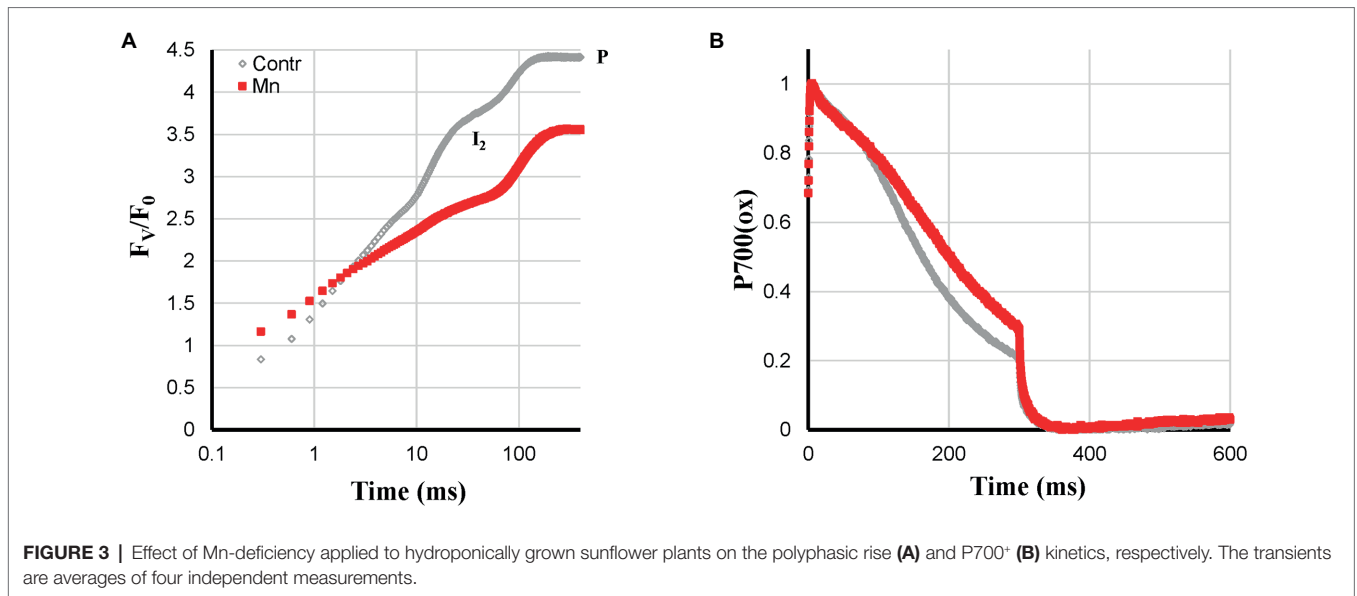 A
4.5
4
3.5
3
2.5
2
1.5
1
0.5
0
Contr
Mn
P
I₂
F_V/F_0
0.1 1 10 100
Time (ms)
B
1
0.8
0.6
0.4
0.2
0
P700(ox)
0 200 400 600
Time (ms)
FIGURE 3 | Effect of Mn-deficiency applied to hydroponically grown sunflower plants on the polyphasic rise (A) and P700⁺ (B) kinetics, respectively. The transients
are averages of four independent measurements.